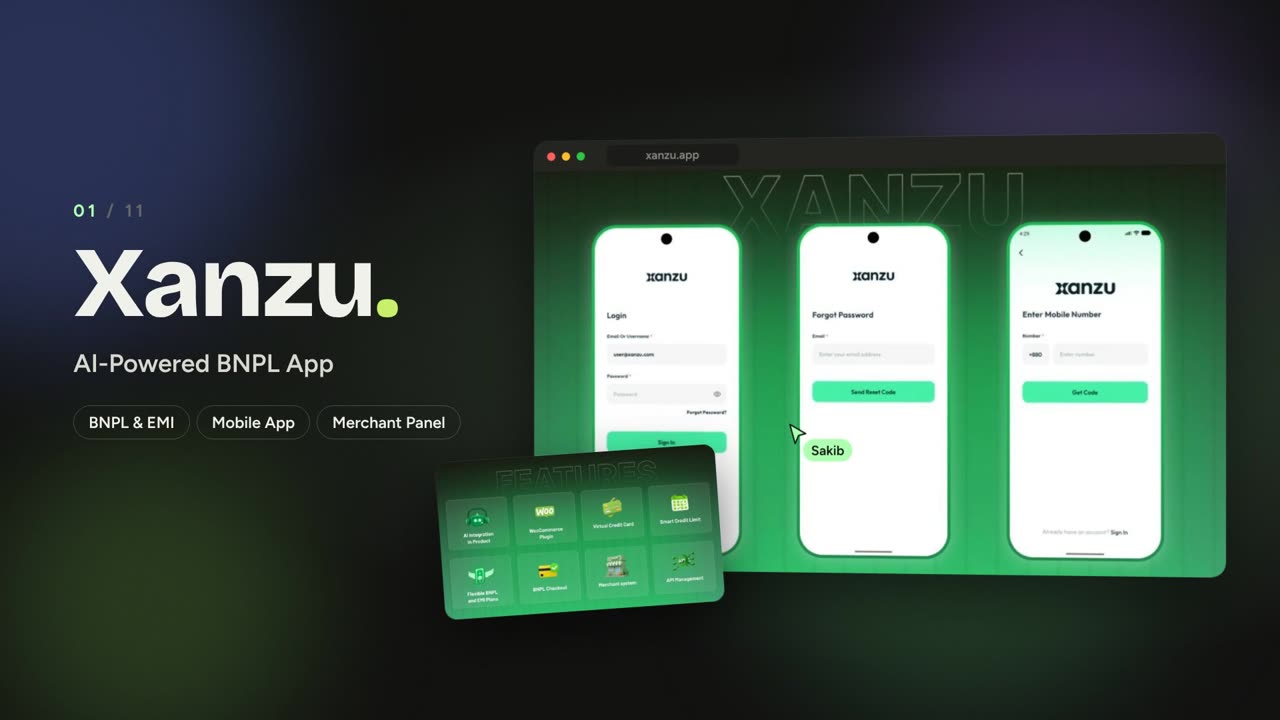 01 / 11
Xanzu.
AI-Powered BNPL App
BNPL & EMI
Mobile App
Merchant Panel
xanzu.app
XANZU
xanzu
Login
Email Or Username *
user@xanzu.com
Password *
Password
Forgot Password?
Sign In
xanzu
Forgot Password
Email *
Enter your email address
Send Reset Code
4:29
xanzu
Enter Mobile Number
Number *
+880
Enter number
Get Code
Already have an account? Sign In
Sakib
FEATURES
AI Integration
in Product
WOO
WooCommerce
Plugin
Virtual Credit Card
Smart Credit Limit
Flexible BNPL
and EMI Plans
BNPL Checkout
Merchant system
API Management